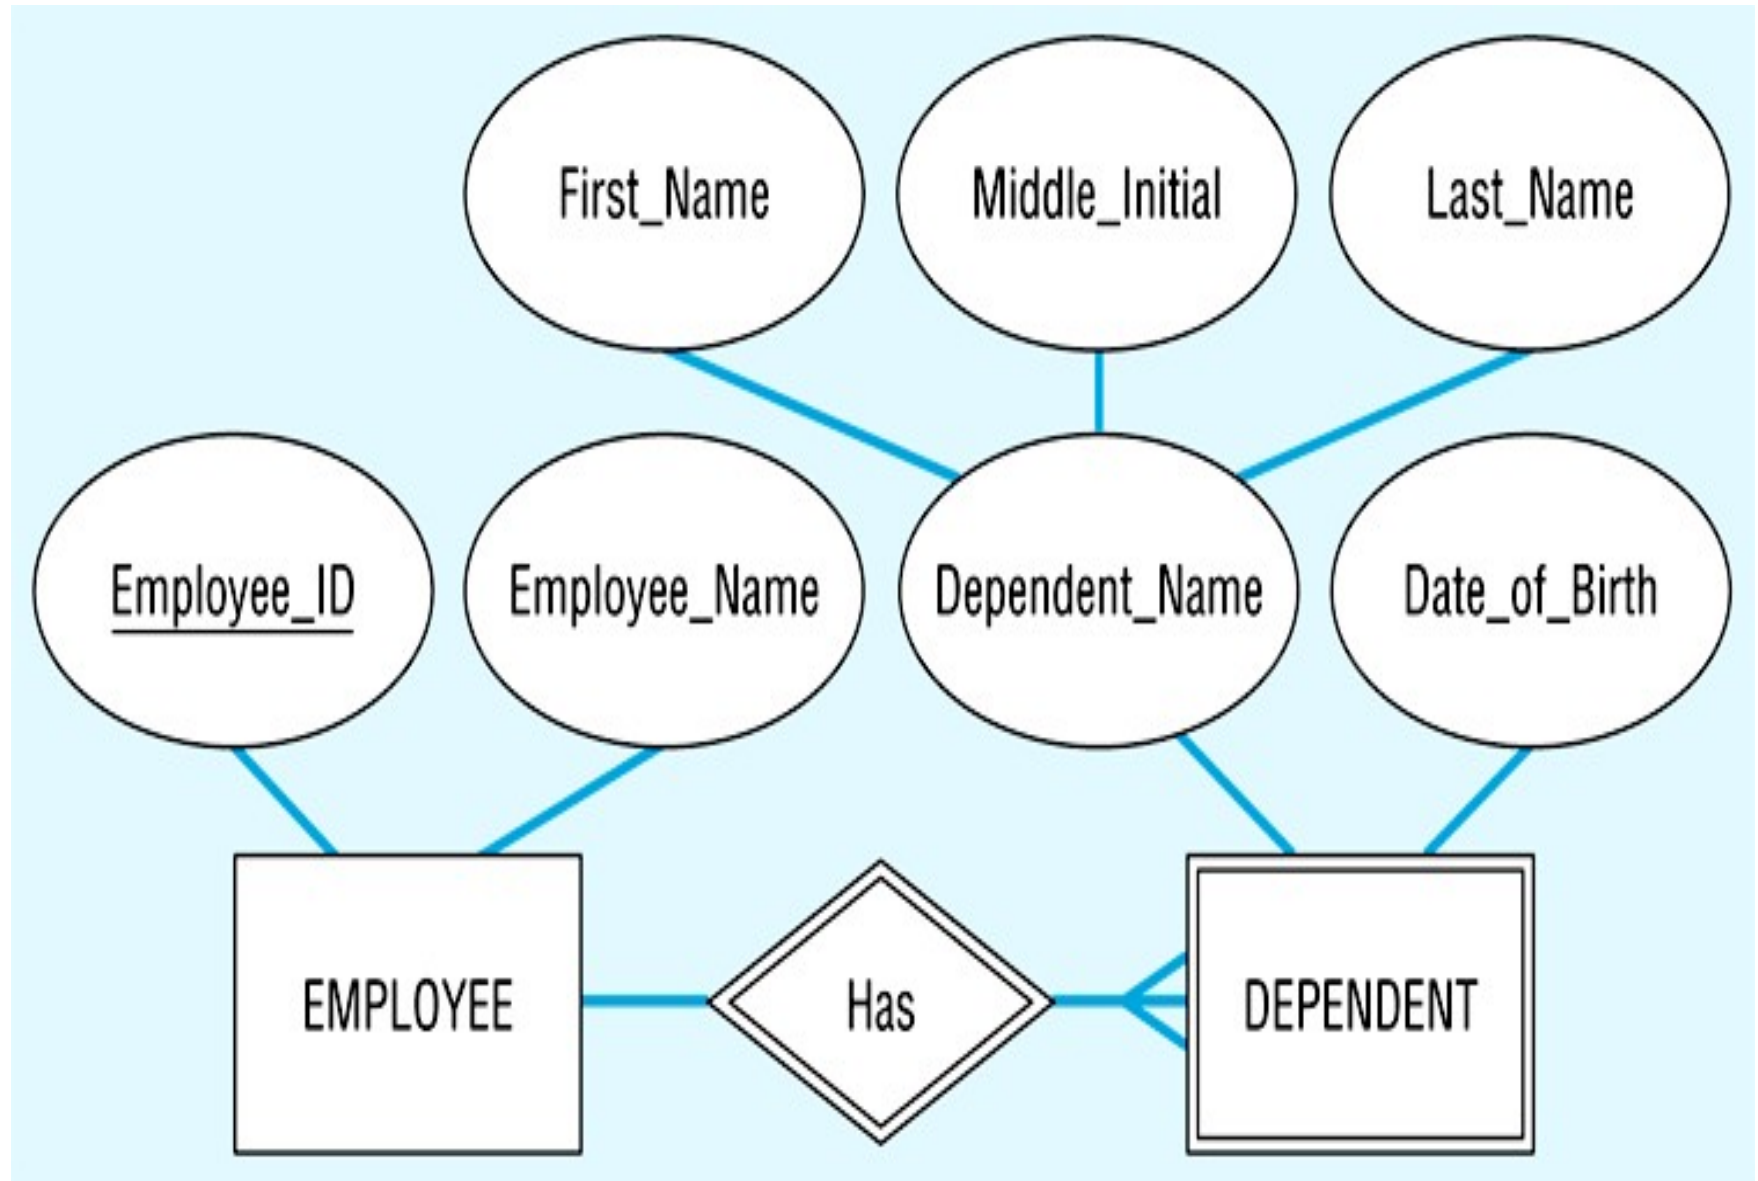 First_Name
Middle_Initial
Last_Name
Employee_ID
Employee_Name
Dependent_Name
Date_of_Birth
EMPLOYEE
Has
DEPENDENT